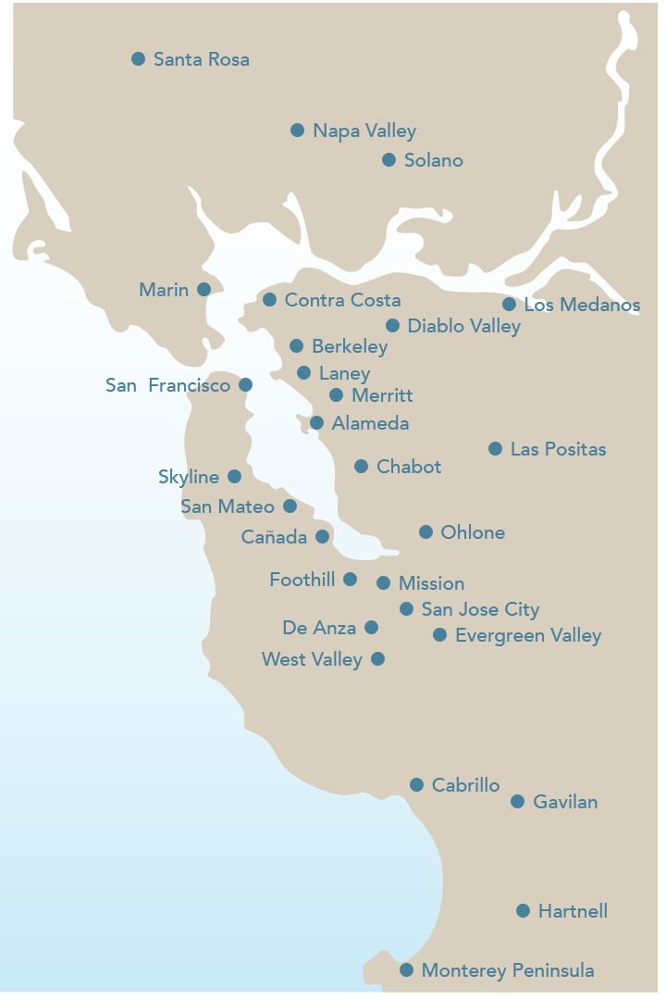 Santa Rosa
Napa Valley
Solano
Marin
Contra Costa
Los Medanos
Diablo Valley
Berkeley
Laney
San  Francisco
Merritt
Alameda
Las Positas
Chabot
Skyline
San Mateo
Ohlone
Cañada
Foothill
Mission
San Jose City
De Anza
Evergreen Valley
West Valley
Cabrillo
Gavilan
Hartnell
Monterey Peninsula